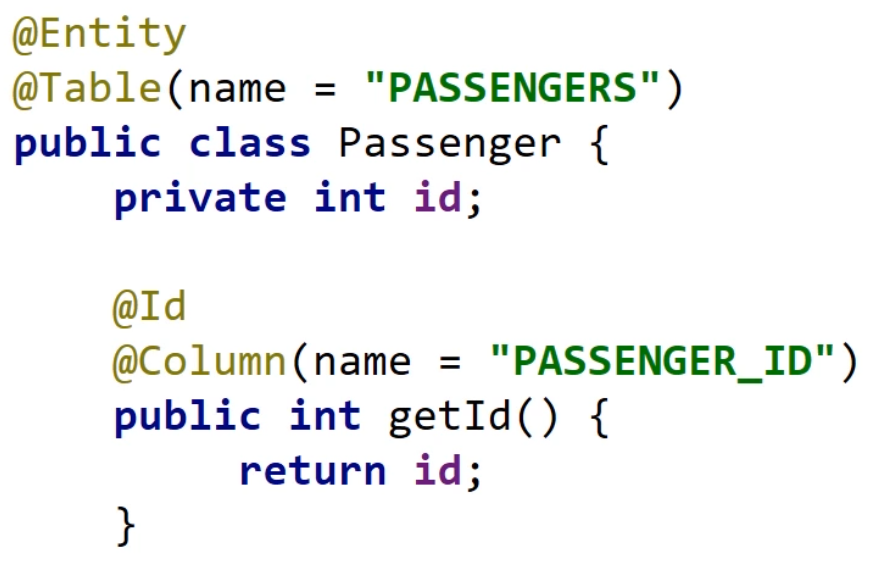 @Entity
@Table(name = "PASSENGERS")
public class Passenger {
    private int id;

    @Id
    @Column(name = "PASSENGER_ID")
    public int getId() {
         return id;
    }